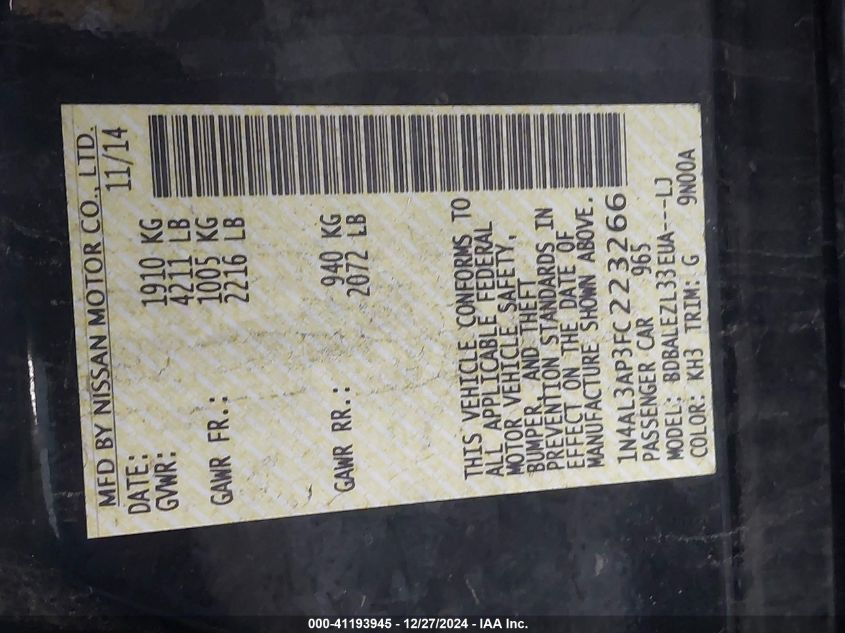 MFD BY NISSAN MOTOR CO., LTD.
DATE: 11/14
GVWR: 1910 KG
4211 LB
GAWR FR.: 1005 KG
2216 LB
GAWR RR.: 940 KG
2072 LB
THIS VEHICLE CONFORMS TO
ALL APPLICABLE FEDERAL
MOTOR VEHICLE SAFETY,
BUMPER, AND THEFT
PREVENTION STANDARDS IN
EFFECT ON THE DATE OF
MANUFACTURE SHOWN ABOVE.
1N4AL3AP3FC223266
PASSENGER CAR 965
MODEL: BDBALEZL33EUA---LJ
COLOR: KH3 TRIM: G 9N00A
000-41193945 - 12/27/2024 - IAA Inc.